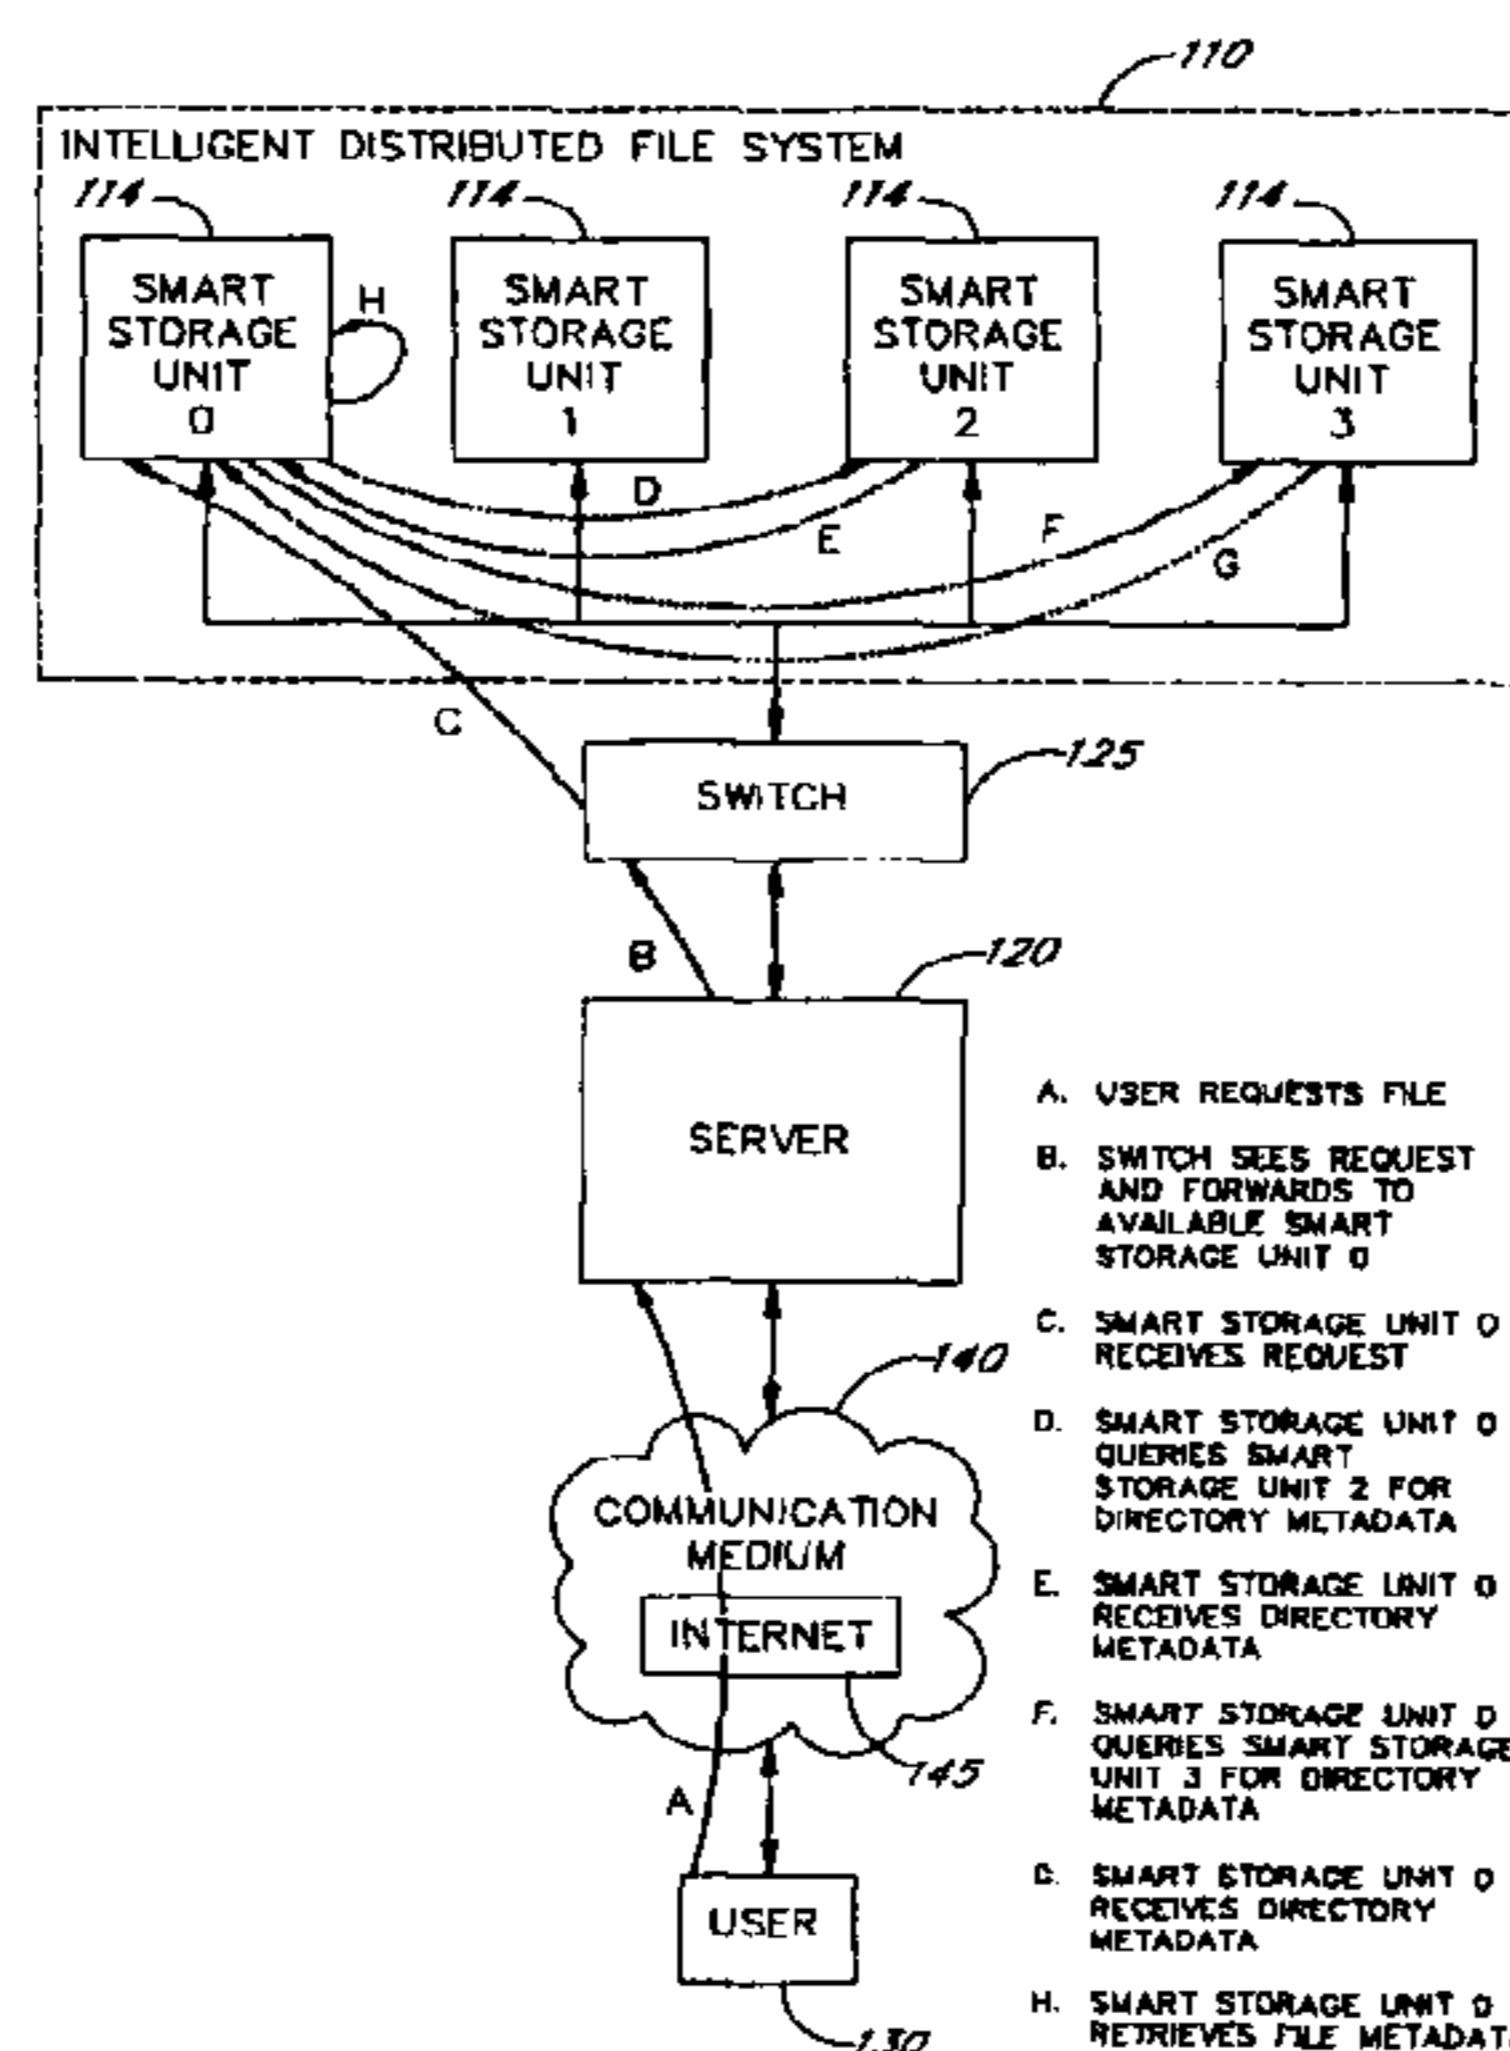 110
INTELLIGENT DISTRIBUTED FILE SYSTEM
114 114 114 114
SMART
STORAGE
UNIT
0
H
SMART
STORAGE
UNIT
1
SMART
STORAGE
UNIT
2
SMART
STORAGE
UNIT
3
D
E
F
G
C
SWITCH
125
B
120
SERVER
140
COMMUNICATION
MEDIUM
INTERNET
145
A
USER
130
A. USER REQUESTS FILE
B. SWITCH SEES REQUEST
AND FORWARDS TO
AVAILABLE SMART
STORAGE UNIT 0
C. SMART STORAGE UNIT 0
RECEIVES REQUEST
D. SMART STORAGE UNIT 0
QUERIES SMART
STORAGE UNIT 2 FOR
DIRECTORY METADATA
E. SMART STORAGE UNIT 0
RECEIVES DIRECTORY
METADATA
F. SMART STORAGE UNIT 0
QUERIES SMART STORAGE
UNIT 3 FOR DIRECTORY
METADATA
G. SMART STORAGE UNIT 0
RECEIVES DIRECTORY
METADATA
H. SMART STORAGE UNIT 0
RETRIEVES FILE METADATA